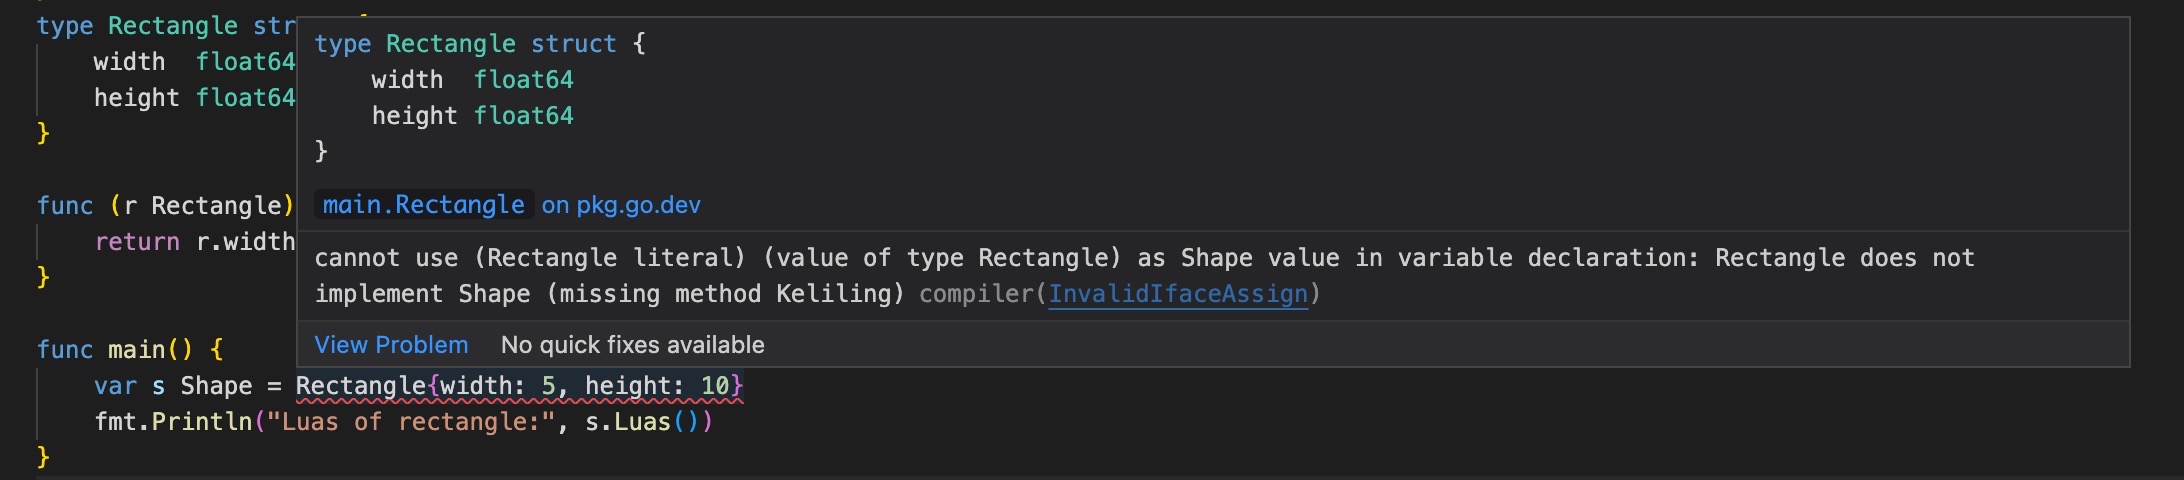 type Rectangle str
    width  float64
    height float64
}
func (r Rectangle)
    return r.width
}
type Rectangle struct {
    width  float64
    height float64
}
main.Rectangle on pkg.go.dev
cannot use (Rectangle literal) (value of type Rectangle) as Shape value in variable declaration: Rectangle does not
implement Shape (missing method Keliling) compiler(InvalidIfaceAssign)
View Problem No quick fixes available
func main() {
    var s Shape = Rectangle{width: 5, height: 10}
    fmt.Println("Luas of rectangle:", s.Luas())
}